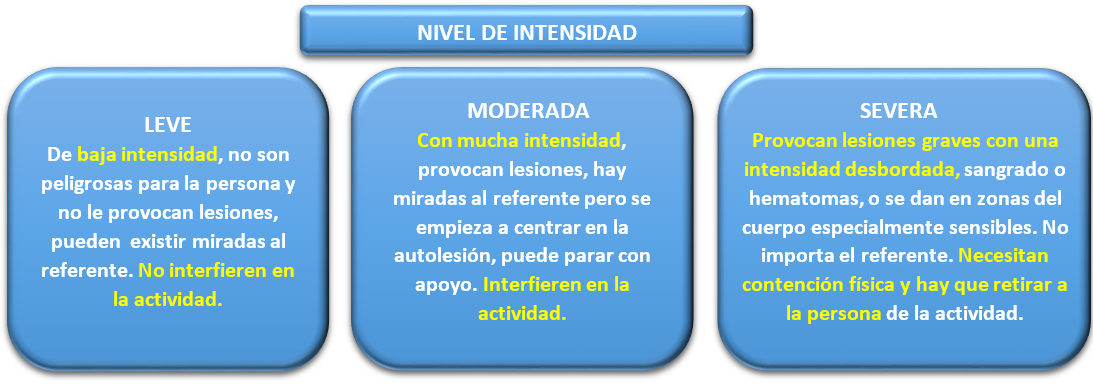 NIVEL DE INTENSIDAD
LEVE
De baja intensidad, no son
peligrosas para la persona y
no le provocan lesiones,
pueden existir miradas al
referente. No interfieren en
la actividad.
MODERADA
Con mucha intensidad,
provocan lesiones, hay
miradas al referente pero se
empieza a centrar en la
autolesión, puede parar con
apoyo. Interfieren en la
actividad.
SEVERA
Provocan lesiones graves con una
intensidad desbordada, sangrado o
hematomas, o se dan en zonas del
cuerpo especialmente sensibles. No
importa el referente. Necesitan
contención física y hay que retirar a
la persona de la actividad.